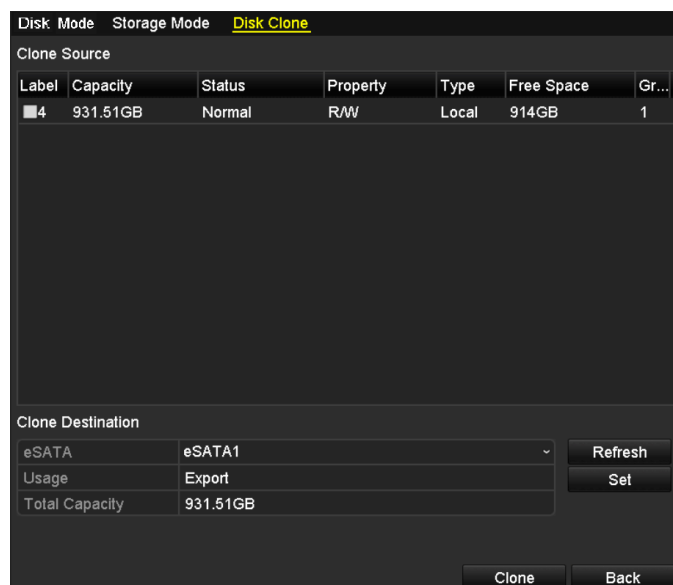 Disk Mode Storage Mode Disk Clone
Clone Source
Label Capacity Status Property Type Free Space Gr...
4 931.51GB Normal R/W Local 914GB 1
Clone Destination
eSATA eSATA1 Refresh
Usage Export Set
Total Capacity 931.51GB
Clone Back